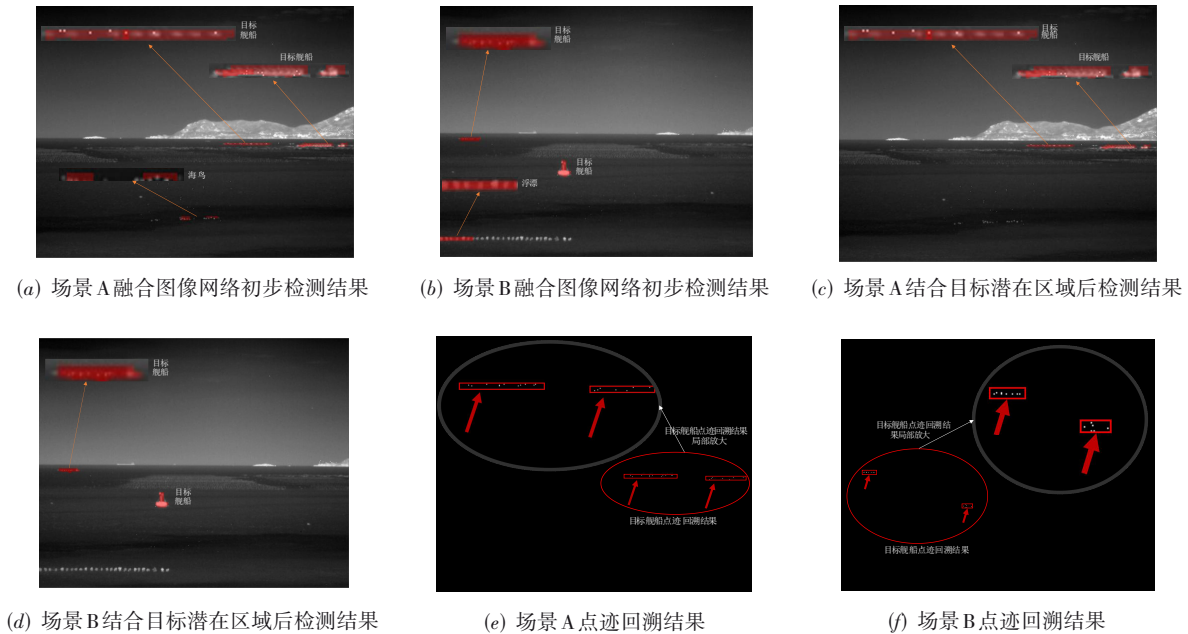 目标
舰船
目标舰船
海鸟
(a) 场景A融合图像网络初步检测结果
目标
舰船
目标
舰船
浮漂
(b) 场景B融合图像网络初步检测结果
目标
舰船
目标舰船
(c) 场景A结合目标潜在区域后检测结果
目标
舰船
目标
舰船
(d) 场景B结合目标潜在区域后检测结果
目标舰船点迹回溯结果
局部放大
目标舰船点迹回溯结果
(e) 场景A点迹回溯结果
目标舰船点迹回溯结
果局部放大
目标舰船点迹回溯结果
(f) 场景B点迹回溯结果